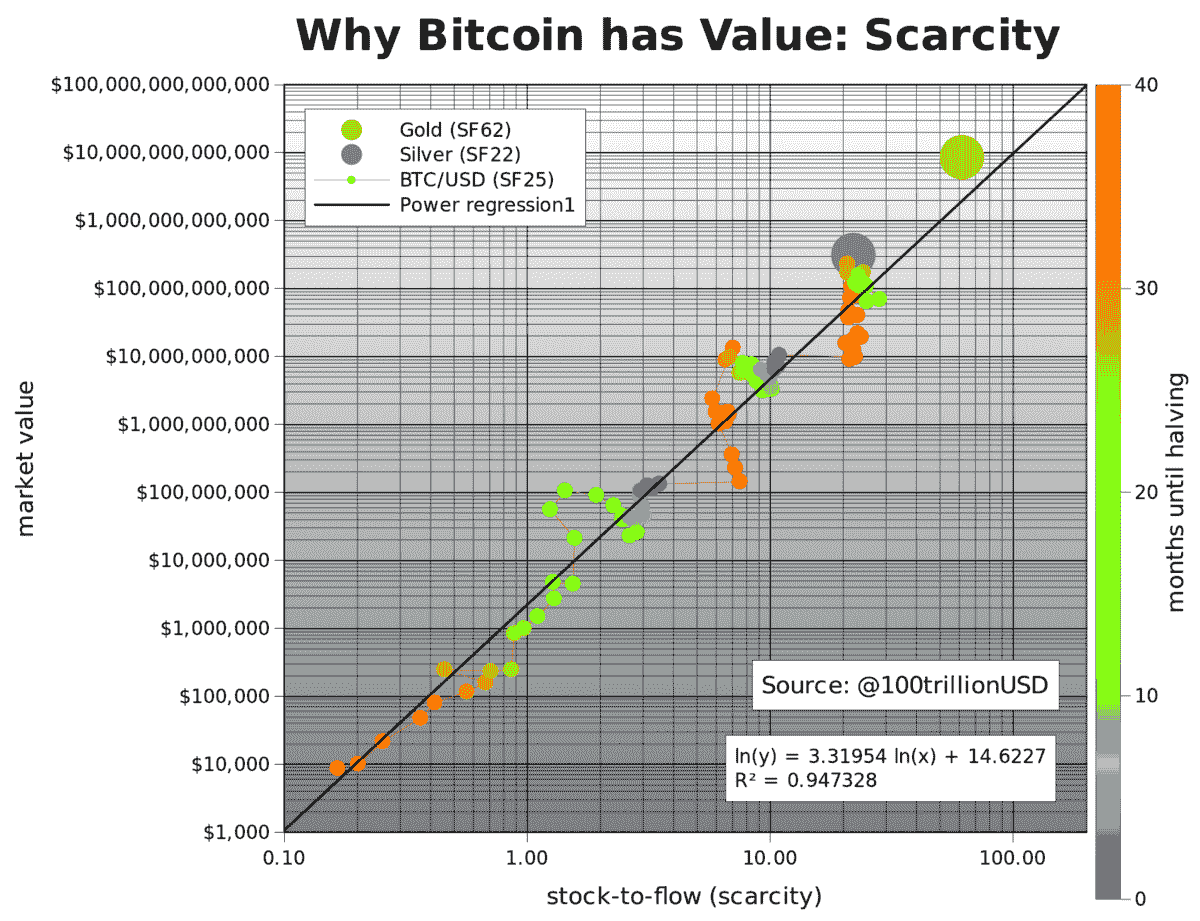 Why Bitcoin has Value: Scarcity
$100,000,000,000,000
$10,000,000,000,000
$1,000,000,000,000
$100,000,000,000
$10,000,000,000
$1,000,000,000
$100,000,000
$10,000,000
$1,000,000
$100,000
$10,000
$1,000
market value
Gold (SF62)
Silver (SF22)
BTC/USD (SF25)
Power regression1
Source: @100trillionUSD
ln(y) = 3.31954 ln(x) + 14.6227
R² = 0.947328
0.10
1.00
10.00
100.00
stock-to-flow (scarcity)
40
30
20
10
0
months until halving